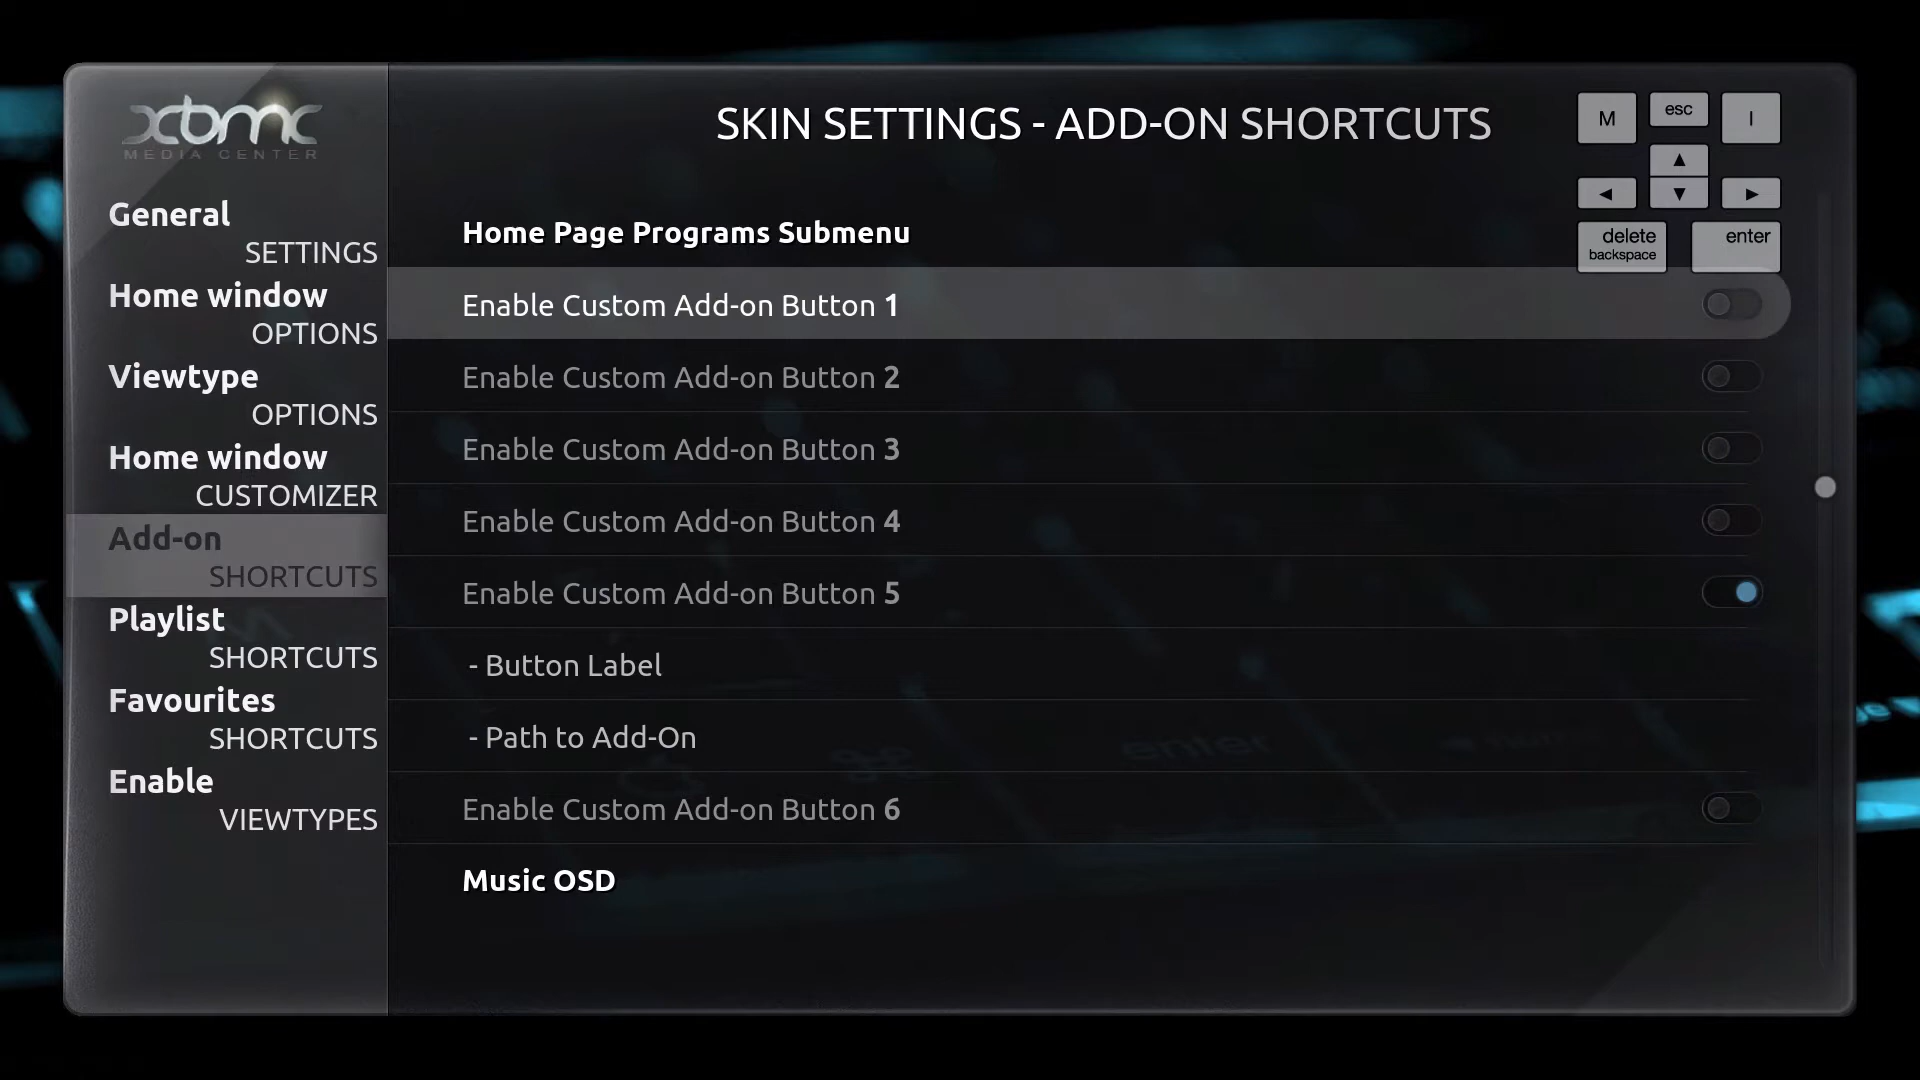 xbmc
MEDIA CENTER
General
SETTINGS
Home window
OPTIONS
Viewtype
OPTIONS
Home window
CUSTOMIZER
Add-on
SHORTCUTS
Playlist
SHORTCUTS
Favourites
SHORTCUTS
Enable
VIEWTYPES
SKIN SETTINGS - ADD-ON SHORTCUTS
M
esc
I
▲
◄
▼
►
delete
backspace
enter
Home Page Programs Submenu
Enable Custom Add-on Button 1
Enable Custom Add-on Button 2
Enable Custom Add-on Button 3
Enable Custom Add-on Button 4
Enable Custom Add-on Button 5
- Button Label
- Path to Add-On
enter
Enable Custom Add-on Button 6
Music OSD